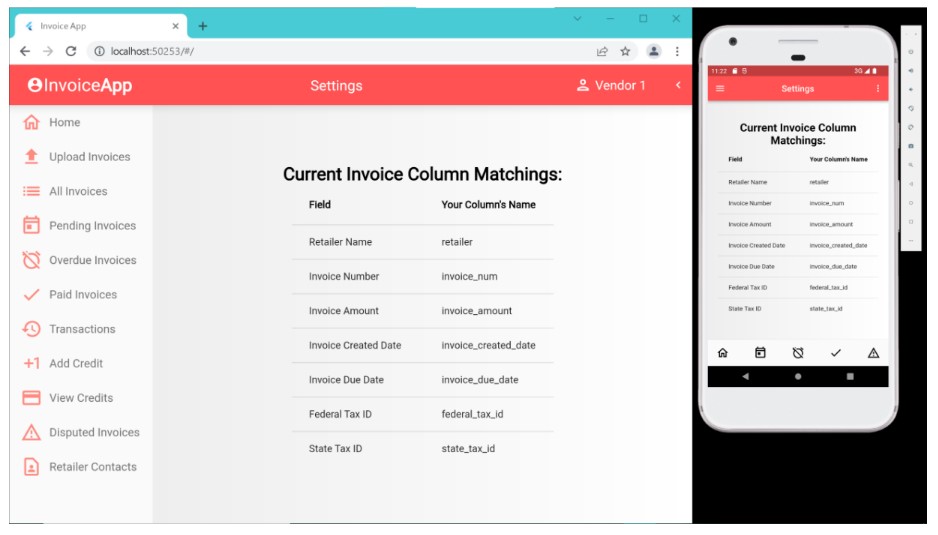 Invoice App
localhost:50253/#/
InvoiceApp
Settings
Vendor 1
Home
Upload Invoices
All Invoices
Pending Invoices
Overdue Invoices
Paid Invoices
Transactions
+1 Add Credit
View Credits
Disputed Invoices
Retailer Contacts
Current Invoice Column Matchings:
Field Your Column's Name
Retailer Name retailer
Invoice Number invoice_num
Invoice Amount invoice_amount
Invoice Created Date invoice_created_date
Invoice Due Date invoice_due_date
Federal Tax ID federal_tax_id
State Tax ID state_tax_id
11:22 3G
Settings
Current Invoice Column
Matchings:
Field Your Column's Name
Retailer Name retailer
Invoice Number invoice_num
Invoice Amount invoice_amount
Invoice Created Date invoice_created_date
Invoice Due Date invoice_due_date
Federal Tax ID federal_tax_id
State Tax ID state_tax_id